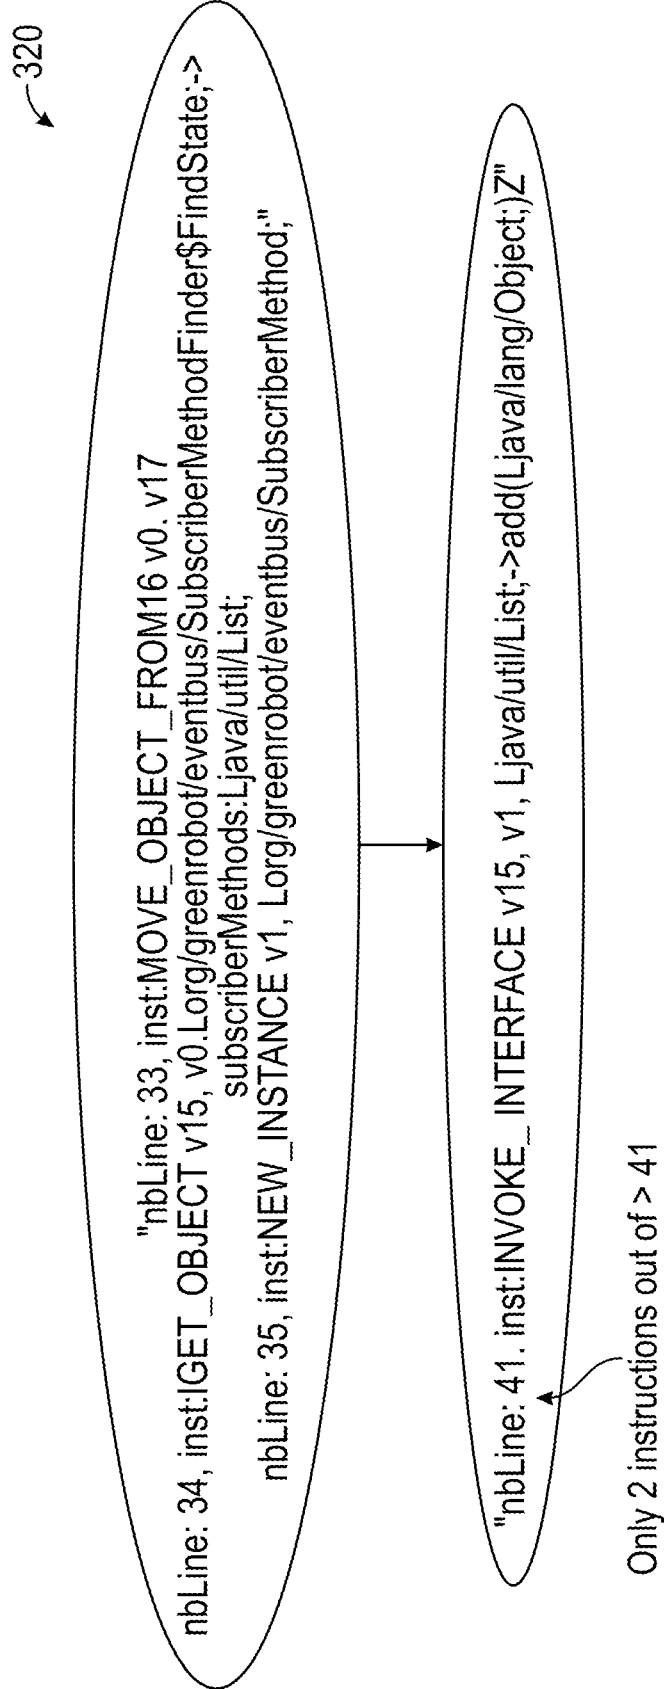 320
"nbLine: 33, inst:MOVE_OBJECT_FROM16 v0. v17
nbLine: 34, inst:IGET_OBJECT v15, v0.Lorg/greenrobot/eventbus/SubscriberMethodFinder$FindState;->
subscriberMethods:Ljava/util/List;
nbLine: 35, inst:NEW_INSTANCE v1, Lorg/greenrobot/eventbus/SubscriberMethod;"
"nbLine: 41. inst:INVOKE_ INTERFACE v15, v1, Ljava/util/List;->add(Ljava/lang/Object;)Z"
Only 2 instructions out of > 41